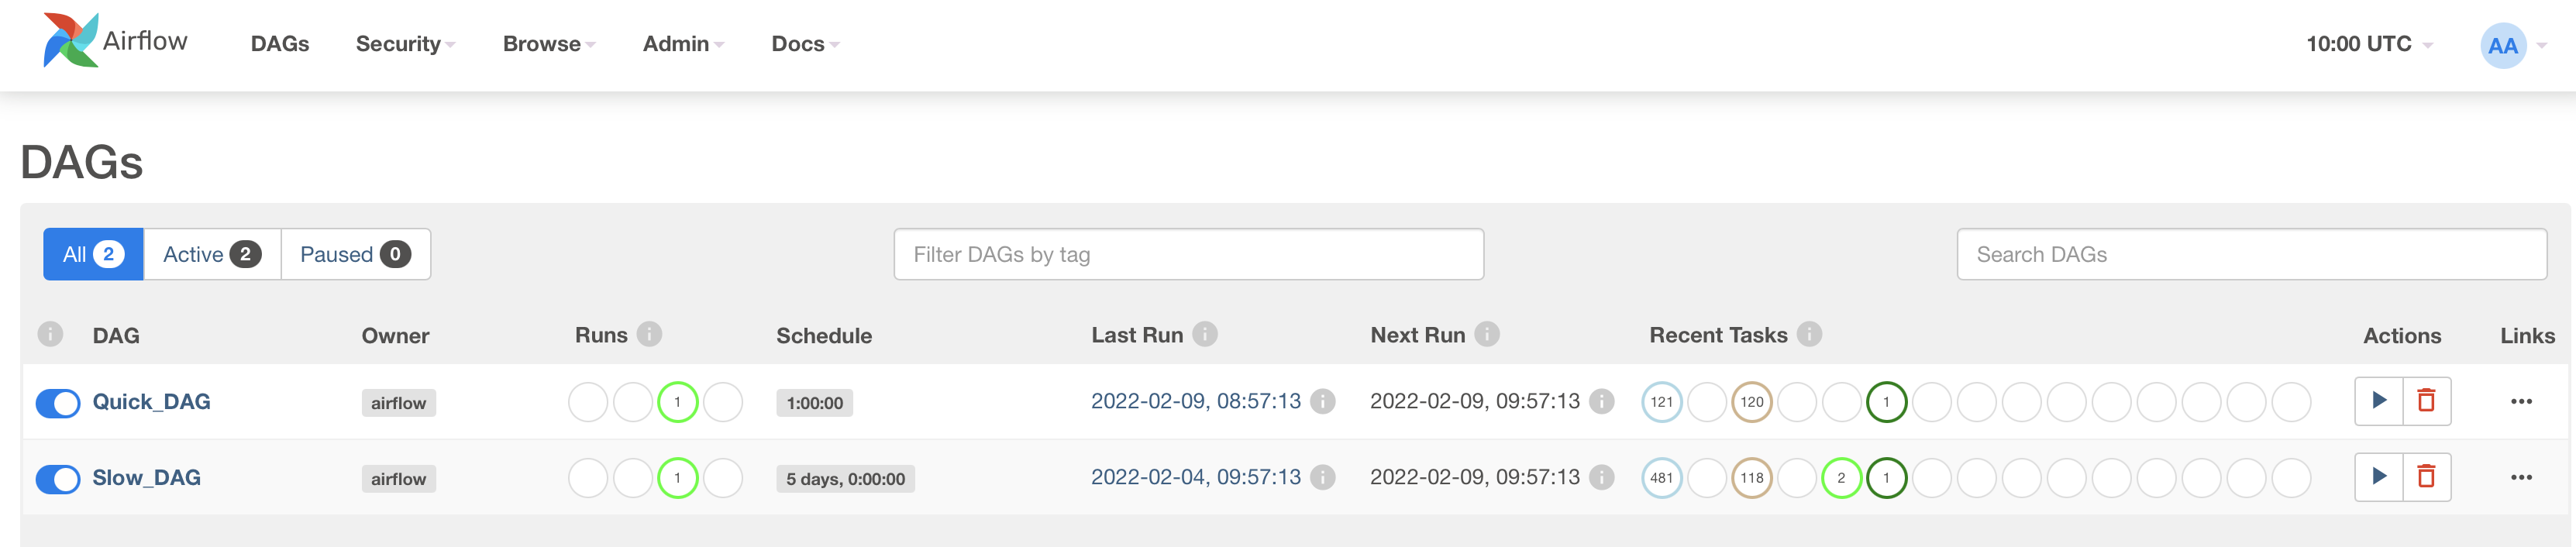 Airflow DAGs Security Browse Admin Docs 10:00 UTC AA
DAGs
All 2 Active 2 Paused 0 Filter DAGs by tag Search DAGs
i DAG Owner Runs i Schedule Last Run i Next Run i Recent Tasks i Actions Links
Quick_DAG airflow 1 1:00:00 2022-02-09, 08:57:13 i 2022-02-09, 09:57:13 i 121 120 1
Slow_DAG airflow 1 5 days, 0:00:00 2022-02-04, 09:57:13 i 2022-02-09, 09:57:13 i 481 118 2 1